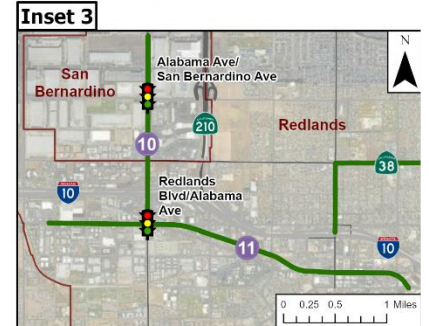 Inset 3
Alabama Ave/
San Bernardino Ave
San
Bernardino
N
210
Redlands
10
38
Redlands
Blvd/Alabama
Ave
10
11
10
0 0.25 0.5 1 Miles